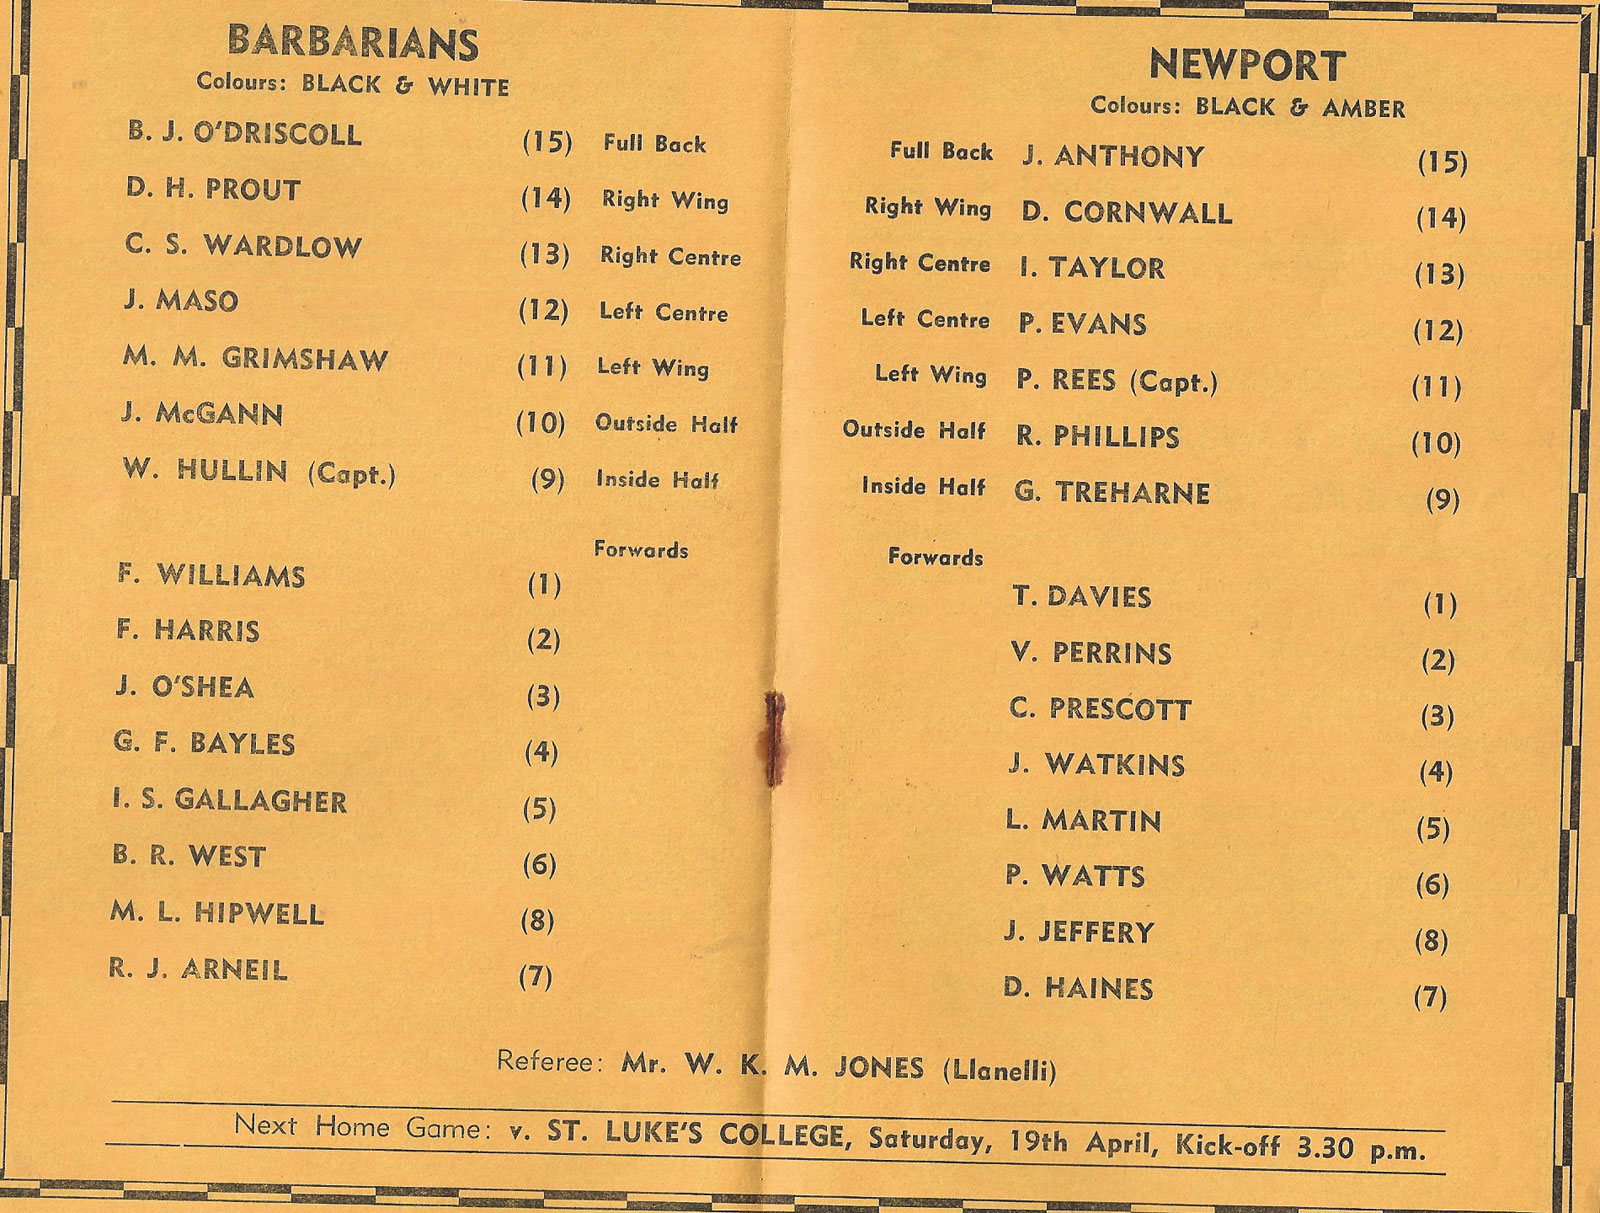 BARBARIANS
Colours: BLACK & WHITE
B. J. O'DRISCOLL (15) Full Back
D. H. PROUT (14) Right Wing
C. S. WARDLOW (13) Right Centre
J. MASO (12) Left Centre
M. M. GRIMSHAW (11) Left Wing
J. McGANN (10) Outside Half
W. HULLIN (Capt.) (9) Inside Half
Forwards
F. WILLIAMS (1)
F. HARRIS (2)
J. O'SHEA (3)
G. F. BAYLES (4)
I. S. GALLAGHER (5)
B. R. WEST (6)
M. L. HIPWELL (8)
R. J. ARNEIL (7)
NEWPORT
Colours: BLACK & AMBER
Full Back J. ANTHONY (15)
Right Wing D. CORNWALL (14)
Right Centre I. TAYLOR (13)
Left Centre P. EVANS (12)
Left Wing P. REES (Capt.) (11)
Outside Half R. PHILLIPS (10)
Inside Half G. TREHARNE (9)
Forwards
T. DAVIES (1)
V. PERRINS (2)
C. PRESCOTT (3)
J. WATKINS (4)
L. MARTIN (5)
P. WATTS (6)
J. JEFFERY (8)
D. HAINES (7)
Referee: Mr. W. K. M. JONES (Llanelli)
Next Home Game: v. ST. LUKE'S COLLEGE, Saturday, 19th April, Kick-off 3.30 p.m.